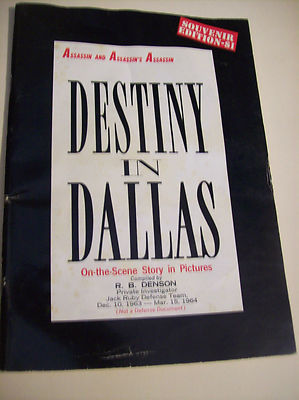 SOUVENIR
EDITION-$1
ASSASSIN AND ASSASSIN'S ASSASSIN
DESTINY
IN
DALLAS
On-the-Scene Story in Pictures
Compiled by
R. B. DENSON
Private Investigator
Jack Ruby Defense Team,
Dec. 10, 1963 — Mar. 15, 1964
(Not a Defense Document)